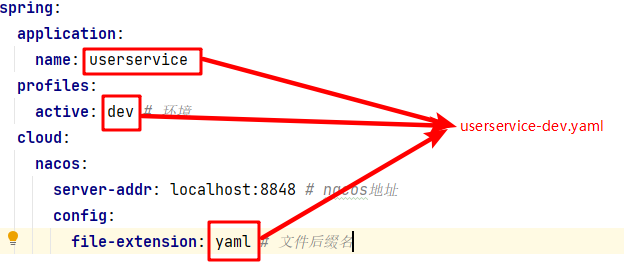 spring:
application:
name: userservice
profiles:
active: dev # 环境
userservice-dev.yaml
cloud:
nacos:
server-addr: localhost:8848 # nacos地址
config:
file-extension: yaml # 文件后缀名